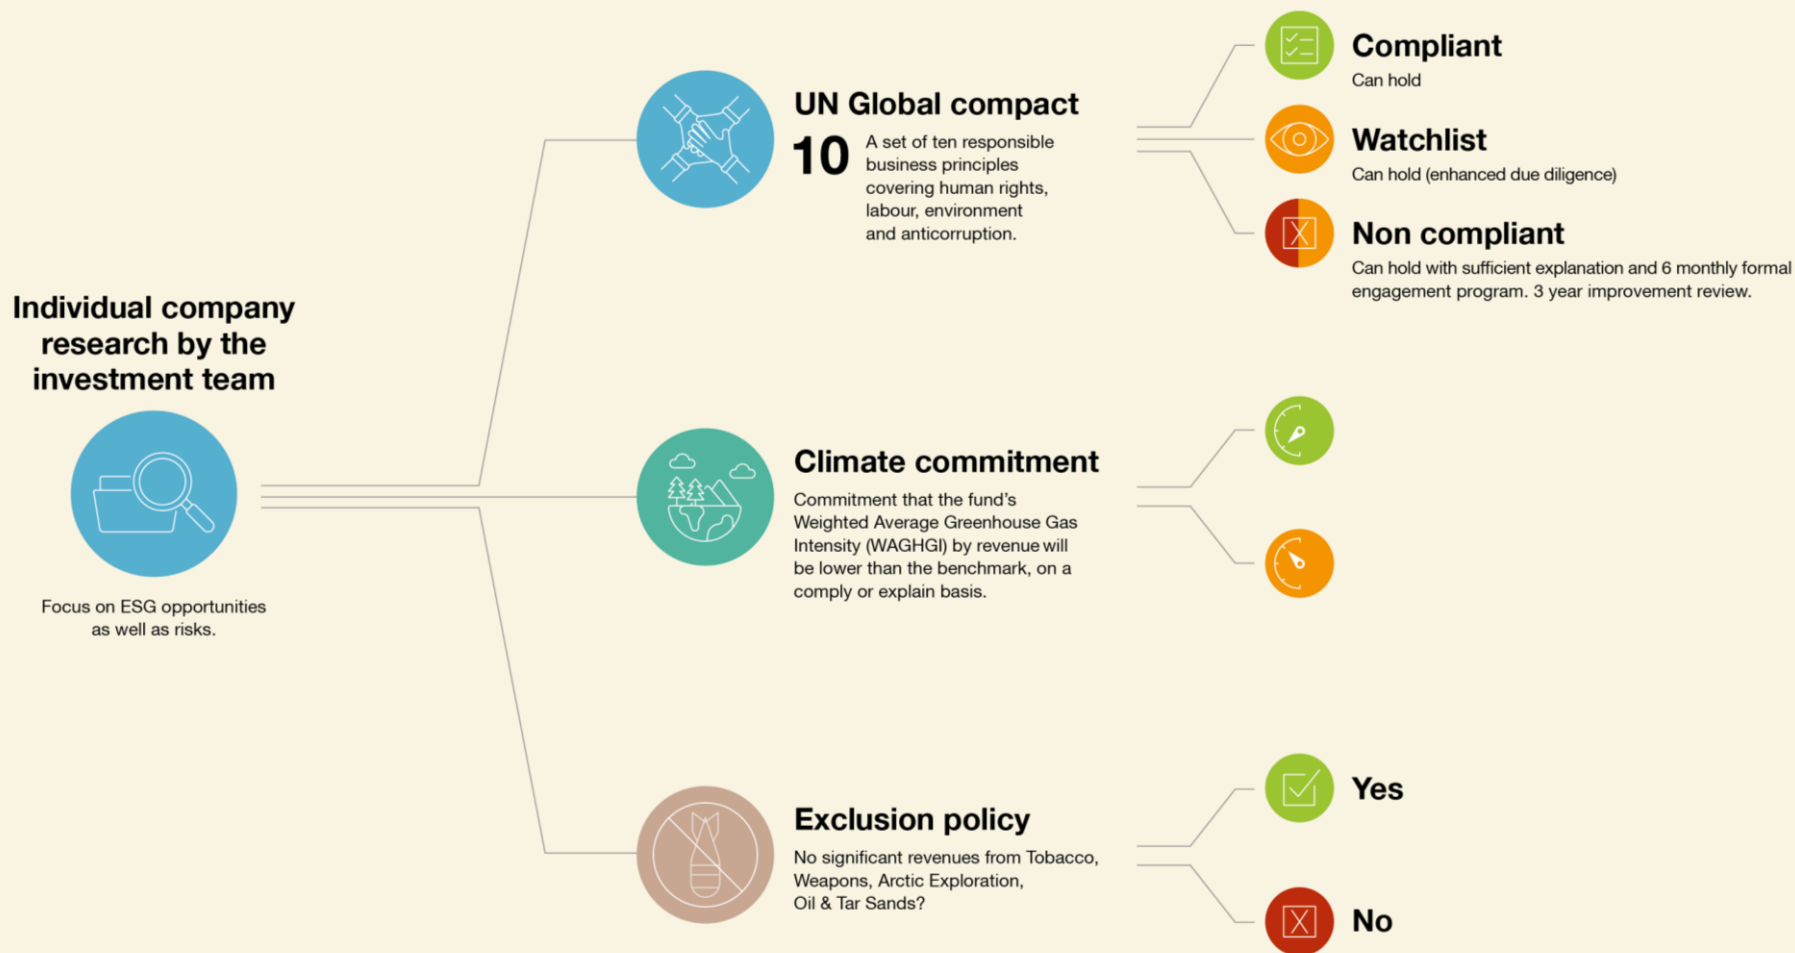 Individual company
research by the
investment team
Focus on ESG opportunities
as well as risks.
UN Global compact
10
A set of ten responsible
business principles
covering human rights,
labour, environment
and anticorruption.
Compliant
Can hold
Watchlist
Can hold (enhanced due diligence)
Non compliant
Can hold with sufficient explanation and 6 monthly formal
engagement program. 3 year improvement review.
Climate commitment
Commitment that the fund's
Weighted Average Greenhouse Gas
Intensity (WAGHGI) by revenue will
be lower than the benchmark, on a
comply or explain basis.
Exclusion policy
No significant revenues from Tobacco,
Weapons, Arctic Exploration,
Oil & Tar Sands?
Yes
No